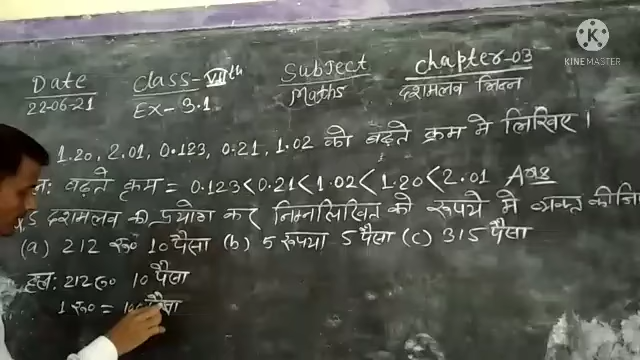 Date Class-VIIth Subject Chapter-03
22-06-21 EX-3.1 Maths दशमलव भिन्न
1.20, 2.01, 0.123, 0.21, 1.02 को बढ़ते क्रम मे लिखिए।
बढ़ते क्रम = 0.123<0.21<1.02<1.20<2.01 Ans
दशमलव का प्रयोग कर निम्नलिखित को रूपये मे व्यक्त कीजि
(a) 212 रू० 10 पैसा (b) 5 रूपया 5 पैसा (c) 315 पैसा
हल: 212 रू० 10 पैसा
1 रू० = 100 पैसा
KINEMASTER